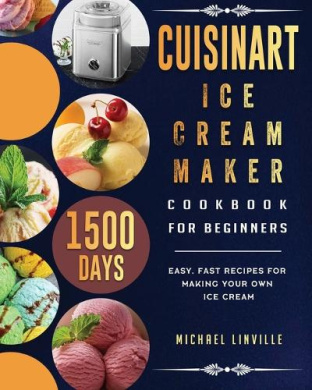 CUISINART
ICE
CREAM
MAKER
COOKBOOK
FOR BEGINNERS
1500
DAYS
EASY, FAST RECIPES FOR
MAKING YOUR OWN
ICE CREAM
MICHAEL LINVILLE